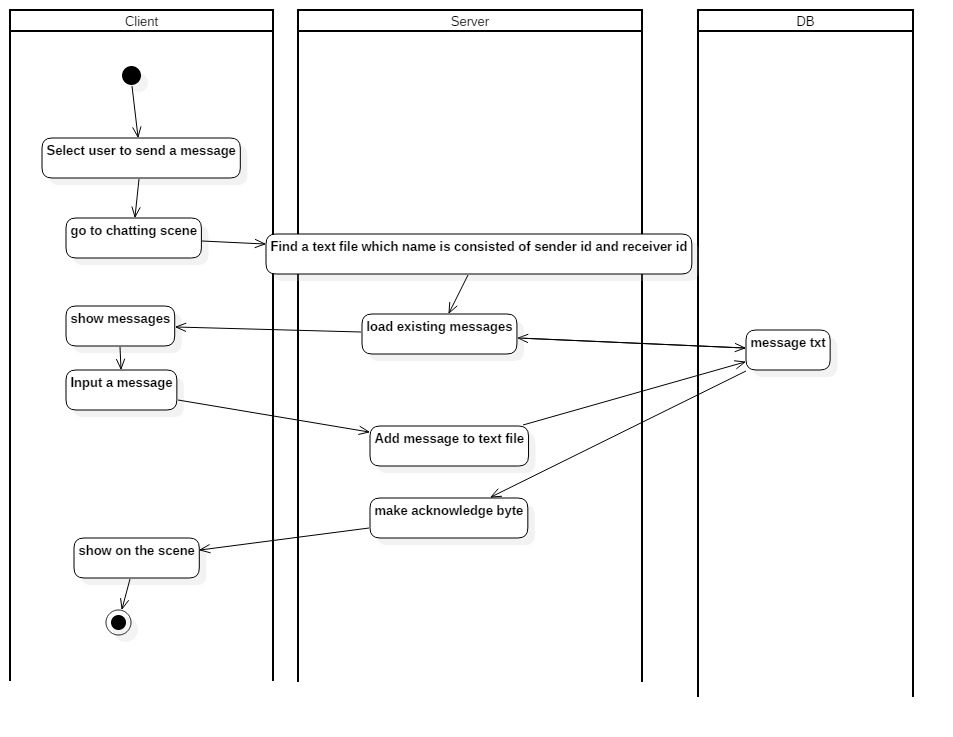 Client
Server
DB
Select user to send a message
go to chatting scene
Find a text file which name is consisted of sender id and receiver id
show messages
load existing messages
message txt
Input a message
Add message to text file
make acknowledge byte
show on the scene